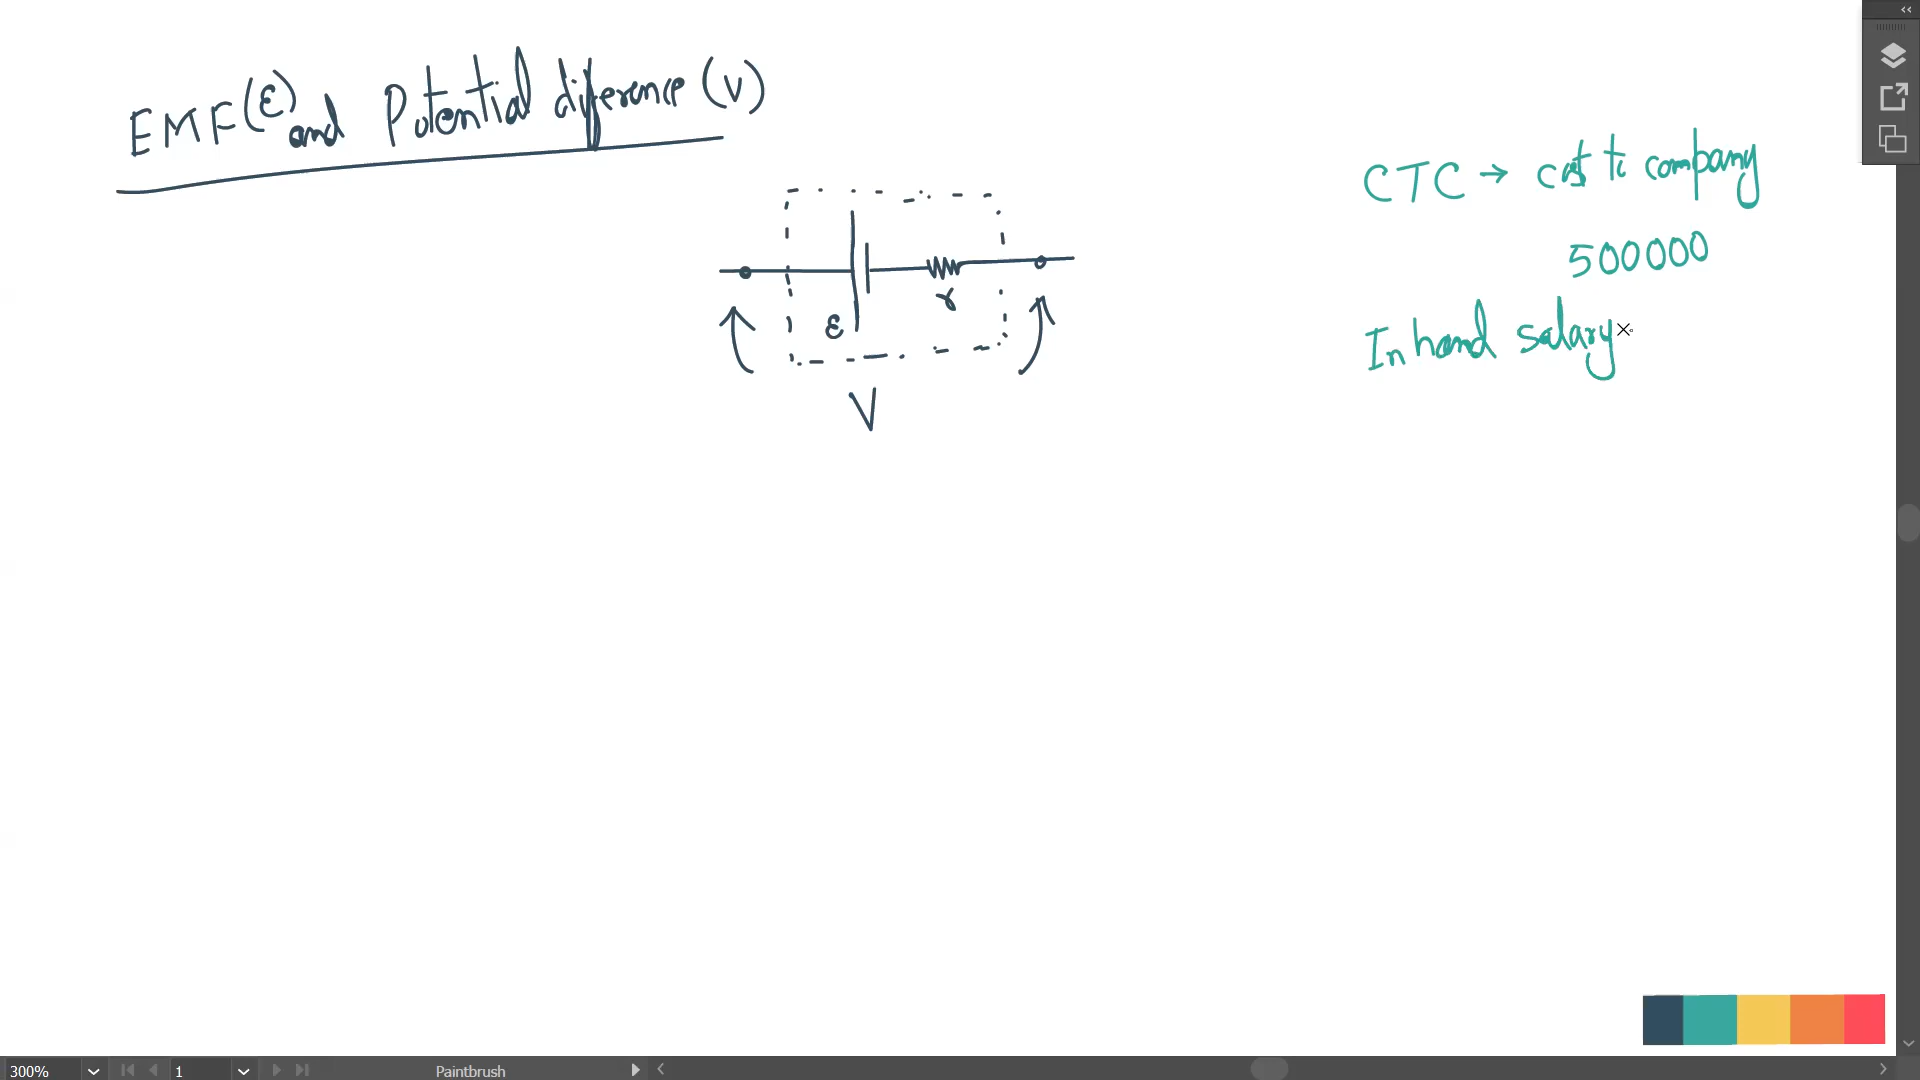 EMF(ε) and Potential difference (V)
CTC → cost to company
500000
In hand salary
ε
r
V
300%
1
Paintbrush